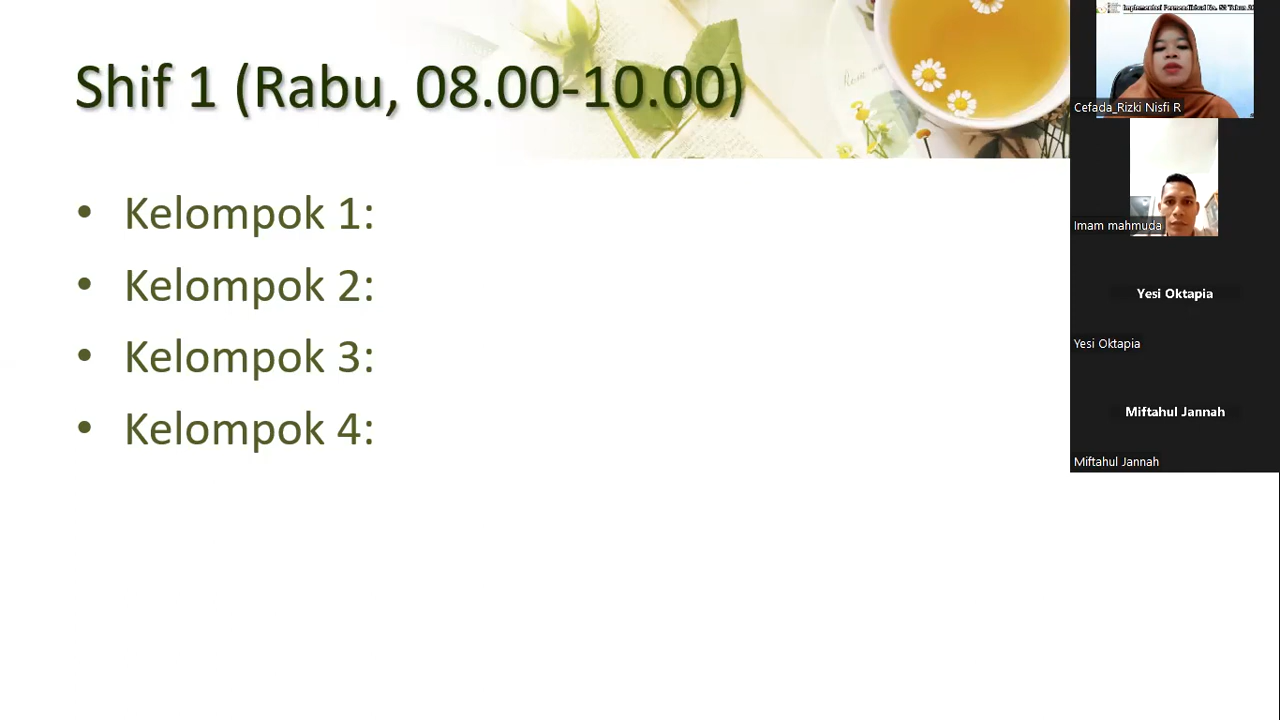 Shif 1 (Rabu, 08.00-10.00)
• Kelompok 1:
• Kelompok 2:
• Kelompok 3:
• Kelompok 4:
Cefada_Rizki Nisfi R
Imam mahmuda
Yesi Oktapia
Yesi Oktapia
Miftahul Jannah
Miftahul Jannah